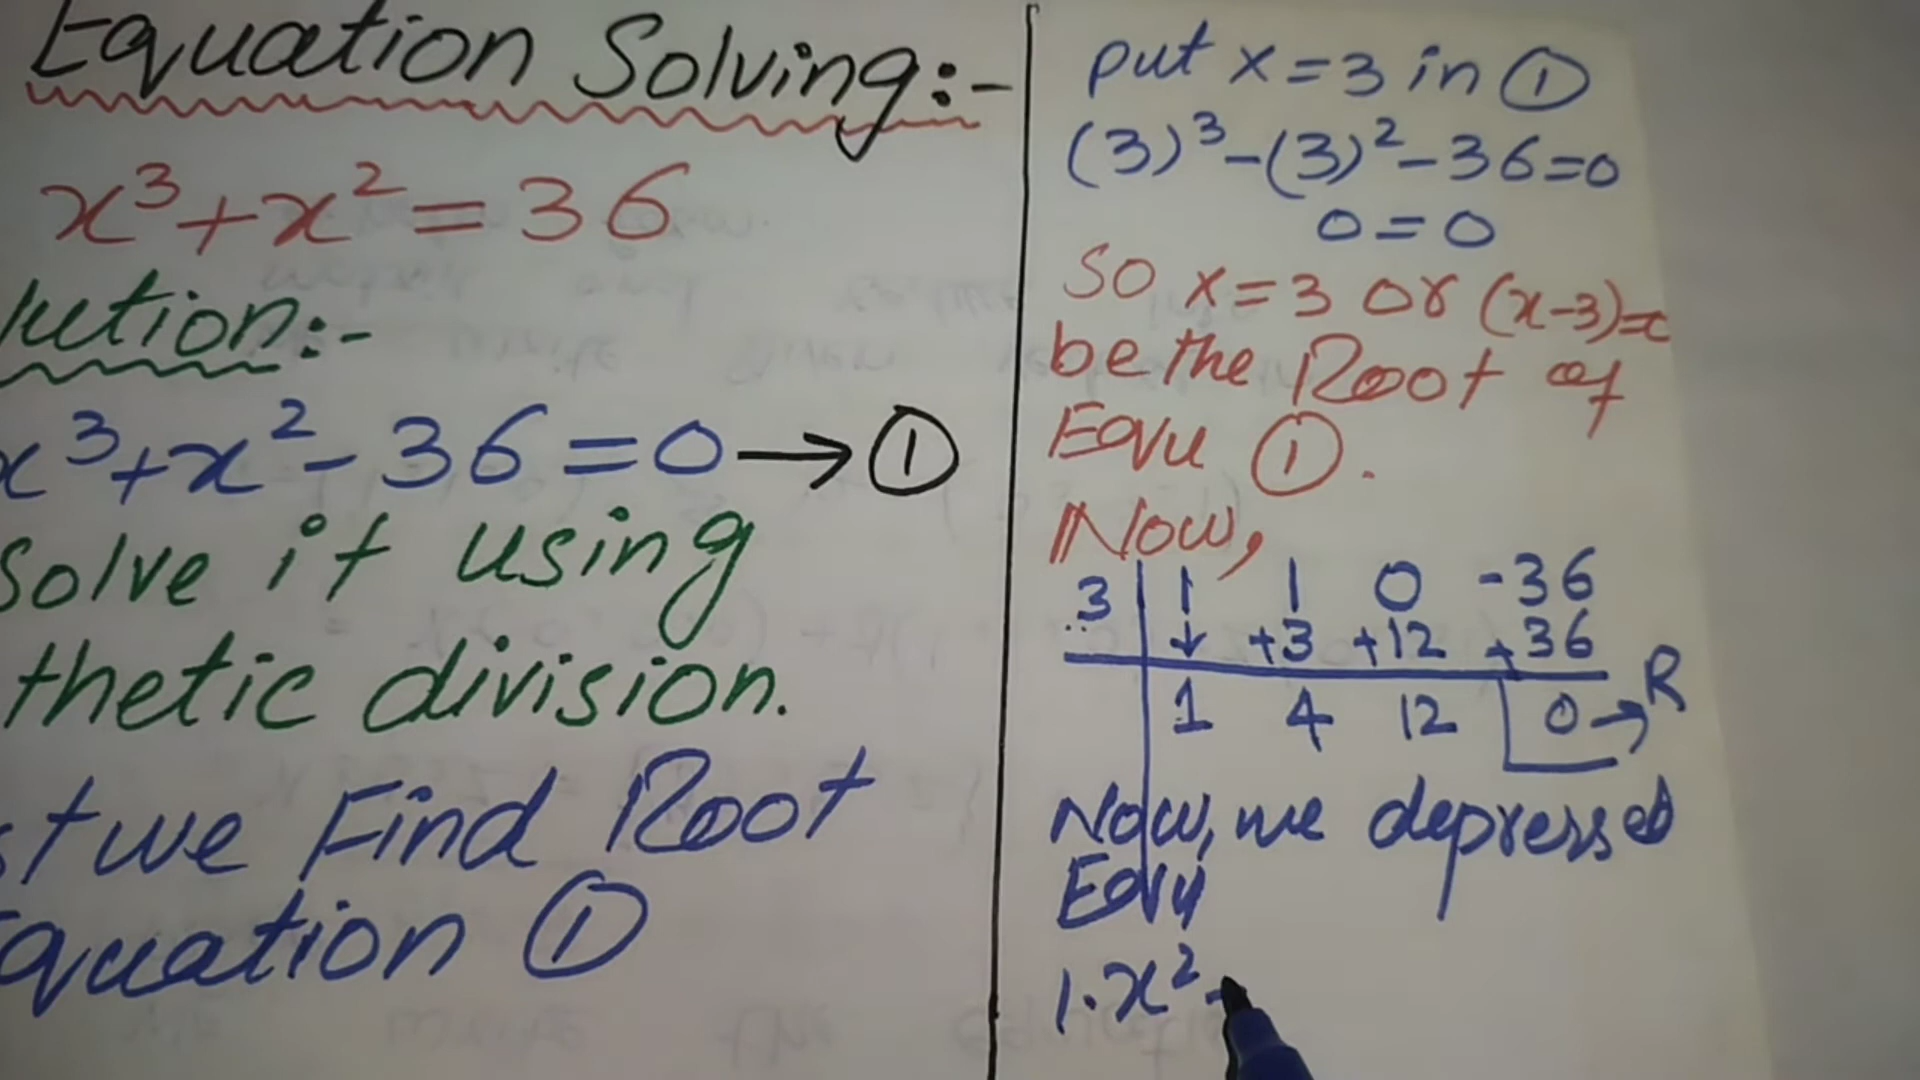 Equation Solving:-
x³+x²=36
lution:-
x³+x²-36=0→①
Solve it using
thetic division.
st we Find Root
Equation ①
put x=3 in ①
(3)³-(3)²-36=0
0=0
So x=3 or (x-3)=
be the Root of
Equ ①.
Now,
3 1 1 0 -36
↓ +3 +12 +36
1 4 12 0→R
Now, we depressed
Equ
1.x²